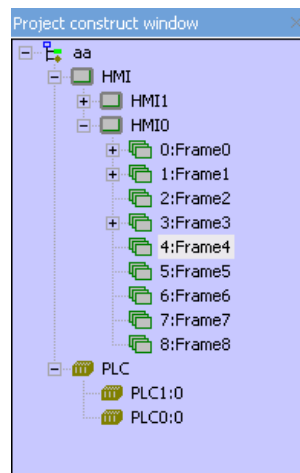 Project construct window
aa
HMI
HMI1
HMI0
0:Frame0
1:Frame1
2:Frame2
3:Frame3
4:Frame4
5:Frame5
6:Frame6
7:Frame7
8:Frame8
PLC
PLC1:0
PLC0:0